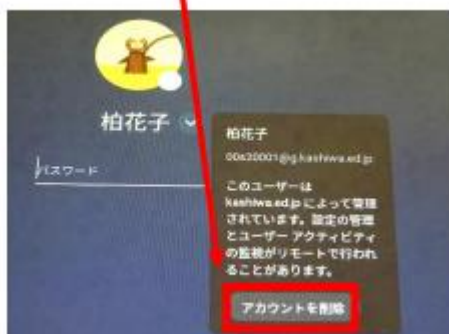 柏花子
パスワード
柏花子
00s20001@g.kashiwa.ed.jp
このユーザーは
kashiwa.ed.jp によって管理
されています。設定の管理
とユーザー アクティビティ
の監視がリモートで行われ
ることがあります。
アカウントを削除